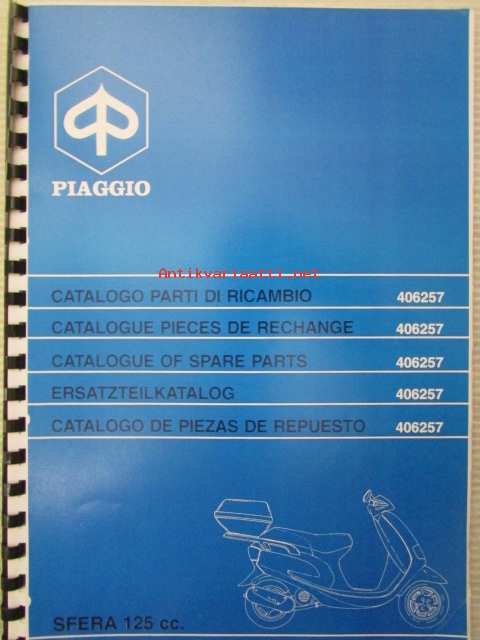 PIAGGIO
Antikvariaatti.net
CATALOGO PARTI DI RICAMBIO 406257
CATALOGUE PIECES DE RECHANGE 406257
CATALOGUE OF SPARE PARTS 406257
ERSATZTEILKATALOG 406257
CATALOGO DE PIEZAS DE REPUESTO 406257
SFERA 125 cc.